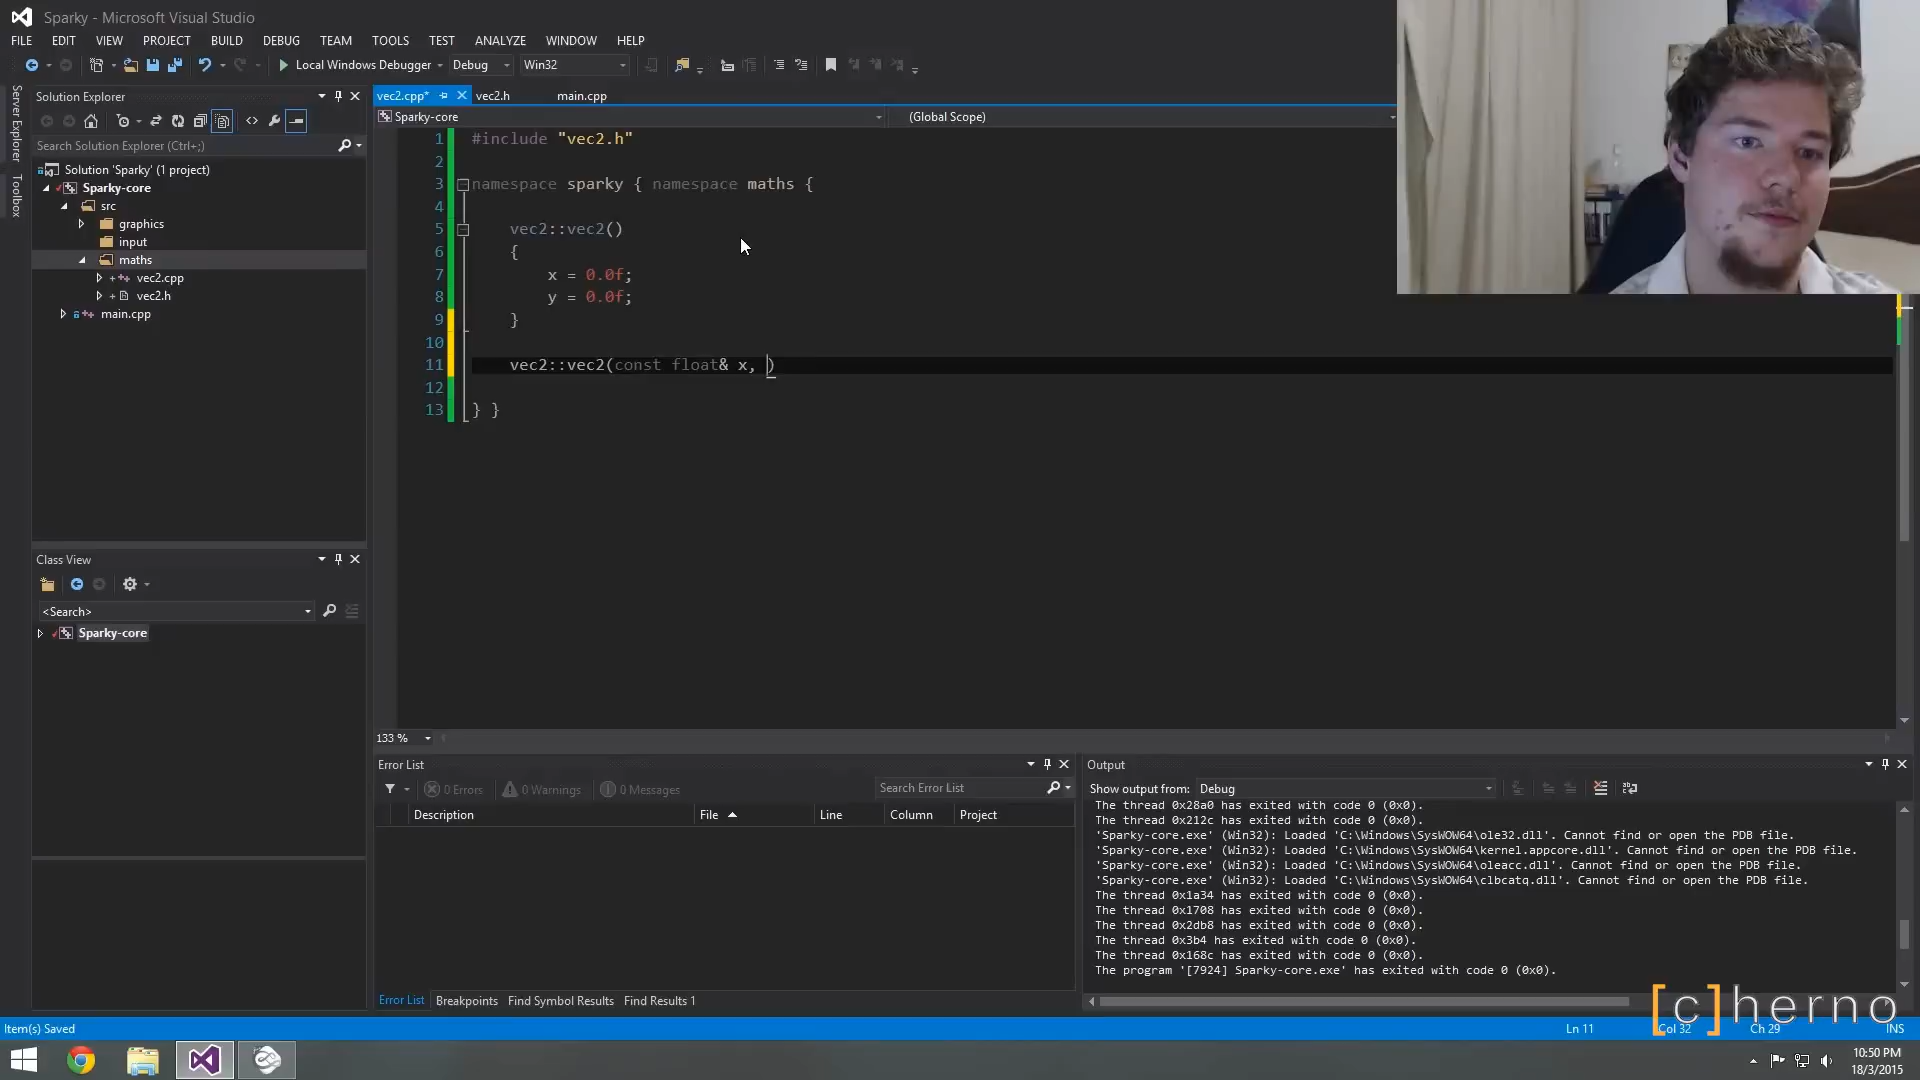 Sparky - Microsoft Visual Studio
FILE EDIT VIEW PROJECT BUILD DEBUG TEAM TOOLS TEST ANALYZE WINDOW HELP
Local Windows Debugger Debug Win32
Server Explorer
Toolbox
Solution Explorer
Search Solution Explorer (Ctrl+;)
Solution 'Sparky' (1 project)
Sparky-core
src
graphics
input
maths
vec2.cpp
vec2.h
main.cpp
Class View
<Search>
Sparky-core
vec2.cpp* vec2.h main.cpp
Sparky-core (Global Scope)
1 #include "vec2.h"
2
3 namespace sparky { namespace maths {
4
5 vec2::vec2()
6 {
7 x = 0.0f;
8 y = 0.0f;
9 }
10
11 vec2::vec2(const float& x, )
12
13 } }
133 %
Error List
0 Errors 0 Warnings 0 Messages Search Error List
Description File Line Column Project
Error List Breakpoints Find Symbol Results Find Results 1
Output
Show output from: Debug
The thread 0x28a0 has exited with code 0 (0x0).
The thread 0x212c has exited with code 0 (0x0).
'Sparky-core.exe' (Win32): Loaded 'C:\Windows\SysWOW64\ole32.dll'. Cannot find or open the PDB file.
'Sparky-core.exe' (Win32): Loaded 'C:\Windows\SysWOW64\kernel.appcore.dll'. Cannot find or open the PDB file.
'Sparky-core.exe' (Win32): Loaded 'C:\Windows\SysWOW64\oleacc.dll'. Cannot find or open the PDB file.
'Sparky-core.exe' (Win32): Loaded 'C:\Windows\SysWOW64\clbcatq.dll'. Cannot find or open the PDB file.
The thread 0x1a34 has exited with code 0 (0x0).
The thread 0x1708 has exited with code 0 (0x0).
The thread 0x2db8 has exited with code 0 (0x0).
The thread 0x3b4 has exited with code 0 (0x0).
The thread 0x168c has exited with code 0 (0x0).
The program '[7924] Sparky-core.exe' has exited with code 0 (0x0).
[c]herno
Item(s) Saved Ln 11 Col 32 Ch 29 INS
10:50 PM
18/3/2015